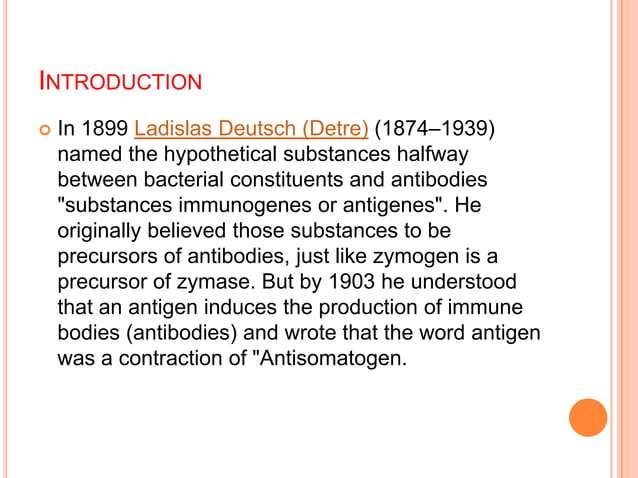 INTRODUCTION
In 1899 Ladislas Deutsch (Detre) (1874–1939)
named the hypothetical substances halfway
between bacterial constituents and antibodies
"substances immunogenes or antigenes". He
originally believed those substances to be
precursors of antibodies, just like zymogen is a
precursor of zymase. But by 1903 he understood
that an antigen induces the production of immune
bodies (antibodies) and wrote that the word antigen
was a contraction of "Antisomatogen.